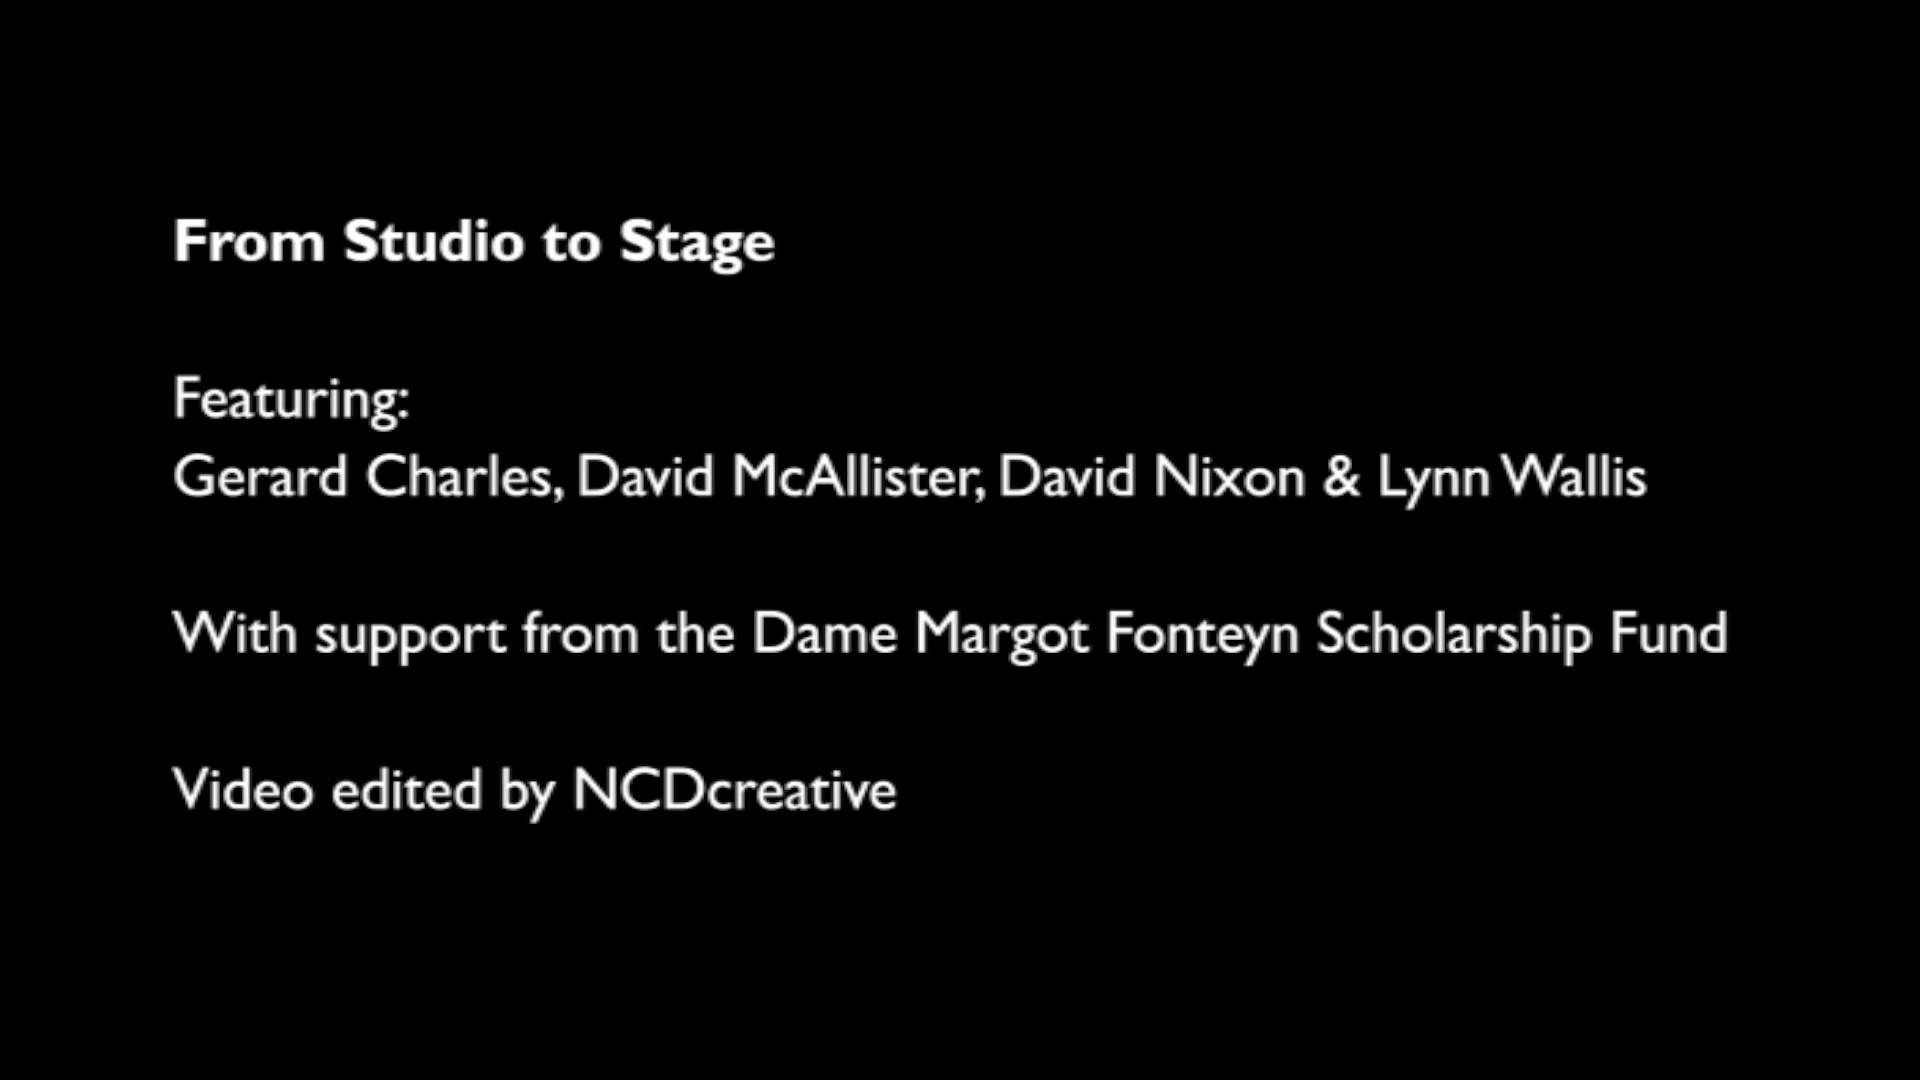 From Studio to Stage
Featuring:
Gerard Charles, David McAllister, David Nixon & Lynn Wallis
With support from the Dame Margot Fonteyn Scholarship Fund
Video edited by NCDcreative